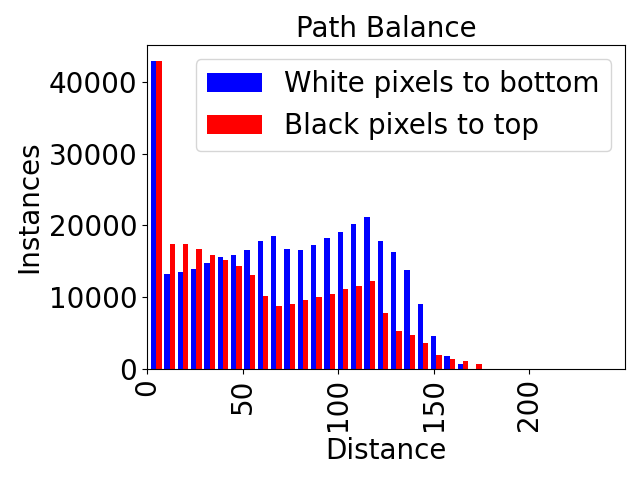 Path Balance
White pixels to bottom
Black pixels to top
Instances
40000
30000
20000
10000
0
0
50
100
150
200
Distance